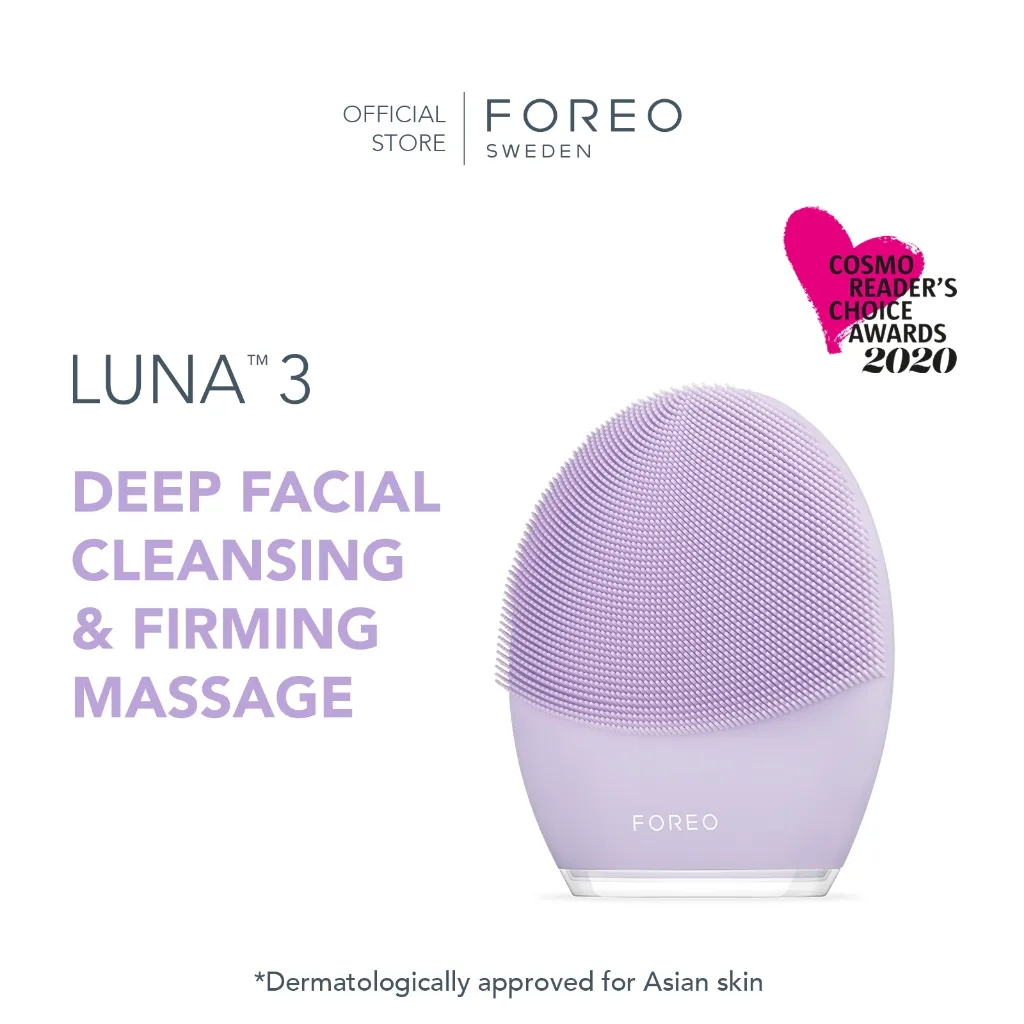 OFFICIAL
STORE
FOREO
SWEDEN
COSMO
READER'S
CHOICE
AWARDS
2020
LUNA™ 3
DEEP FACIAL
CLEANSING
& FIRMING
MASSAGE
FOREO
*Dermatologically approved for Asian skin